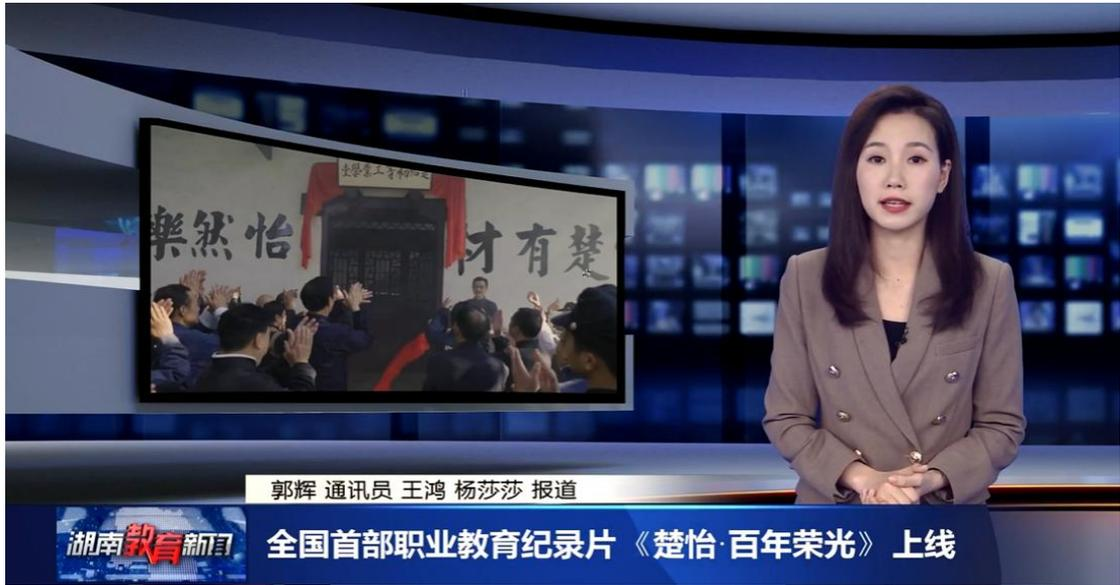 楚有材
怡然樂
郭辉 通讯员 王鸿 杨莎莎 报道
湖南教育新闻
全国首部职业教育纪录片《楚怡·百年荣光》上线